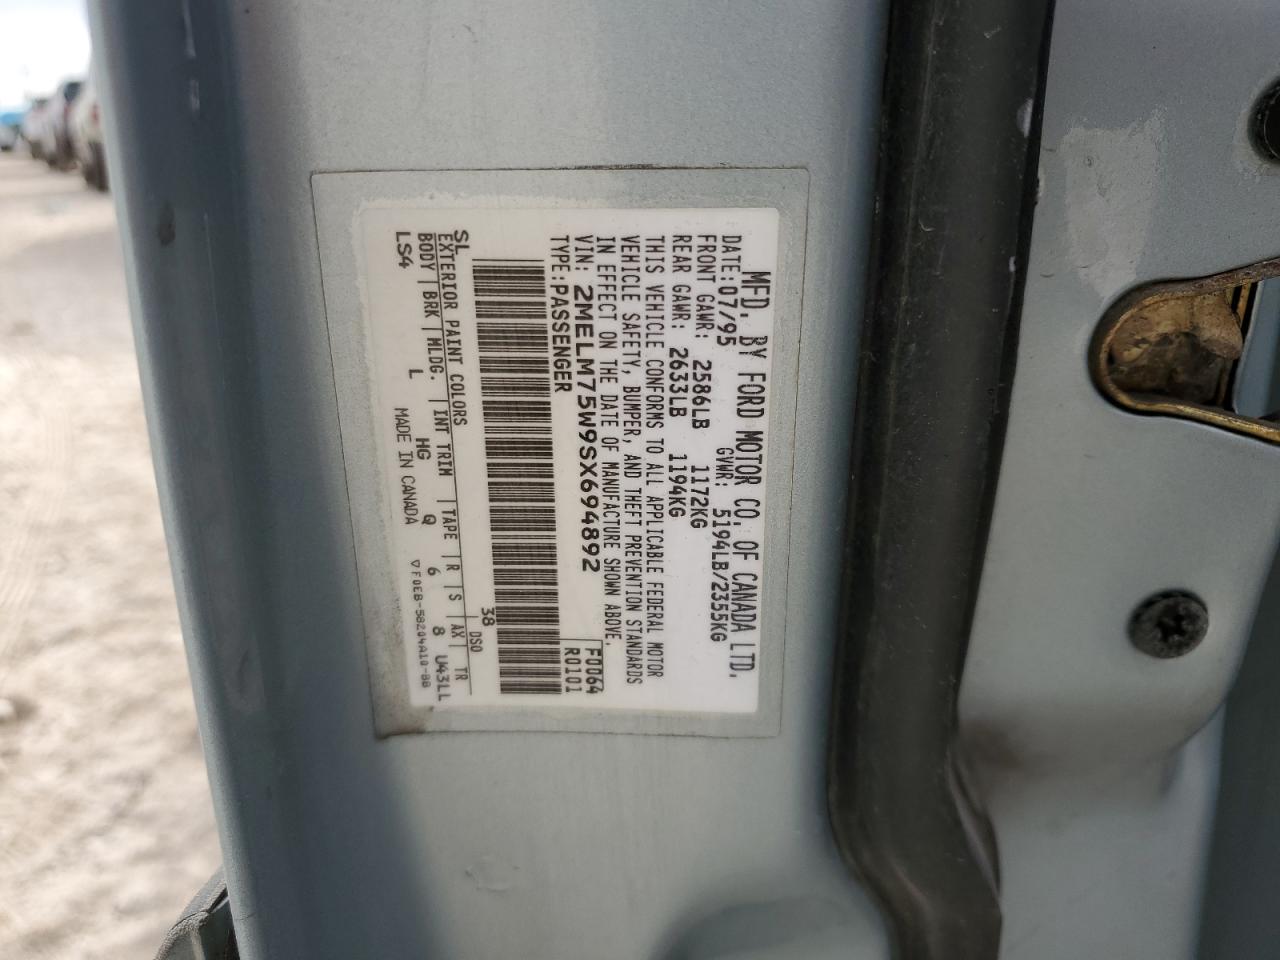 MFD. BY FORD MOTOR CO. OF CANADA LTD.
DATE: 07/95 GVWR: 5194LB/2355KG
FRONT GAWR: 2586LB 1172KG
REAR GAWR: 2633LB 1194KG
THIS VEHICLE CONFORMS TO ALL APPLICABLE FEDERAL MOTOR
VEHICLE SAFETY, BUMPER, AND THEFT PREVENTION STANDARDS
IN EFFECT ON THE DATE OF MANUFACTURE SHOWN ABOVE.
VIN: 2MELM75W9SX694892 F0064
TYPE: PASSENGER R0101
38
SL DSO
EXTERIOR PAINT COLORS
BODY BRK MLDG. INT TRIM TAPE R S AX TR
LS4 L HG Q 6 8 U43LL
MADE IN CANADA ▽F0EB-58204A10-BB